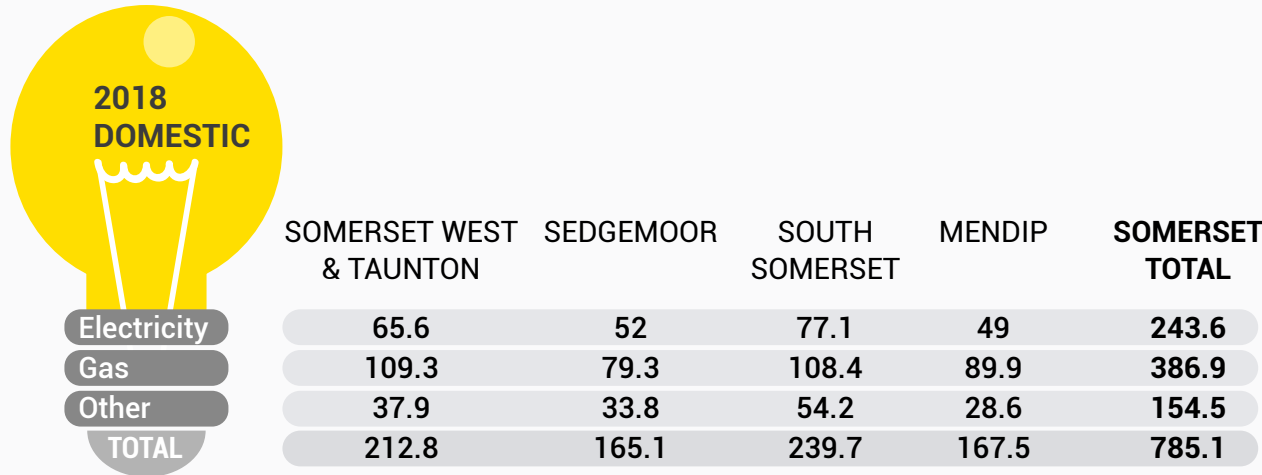 2018
DOMESTIC
SOMERSET WEST & TAUNTON SEDGEMOOR SOUTH SOMERSET MENDIP SOMERSET TOTAL
Electricity 65.6 52 77.1 49 243.6
Gas 109.3 79.3 108.4 89.9 386.9
Other 37.9 33.8 54.2 28.6 154.5
TOTAL 212.8 165.1 239.7 167.5 785.1